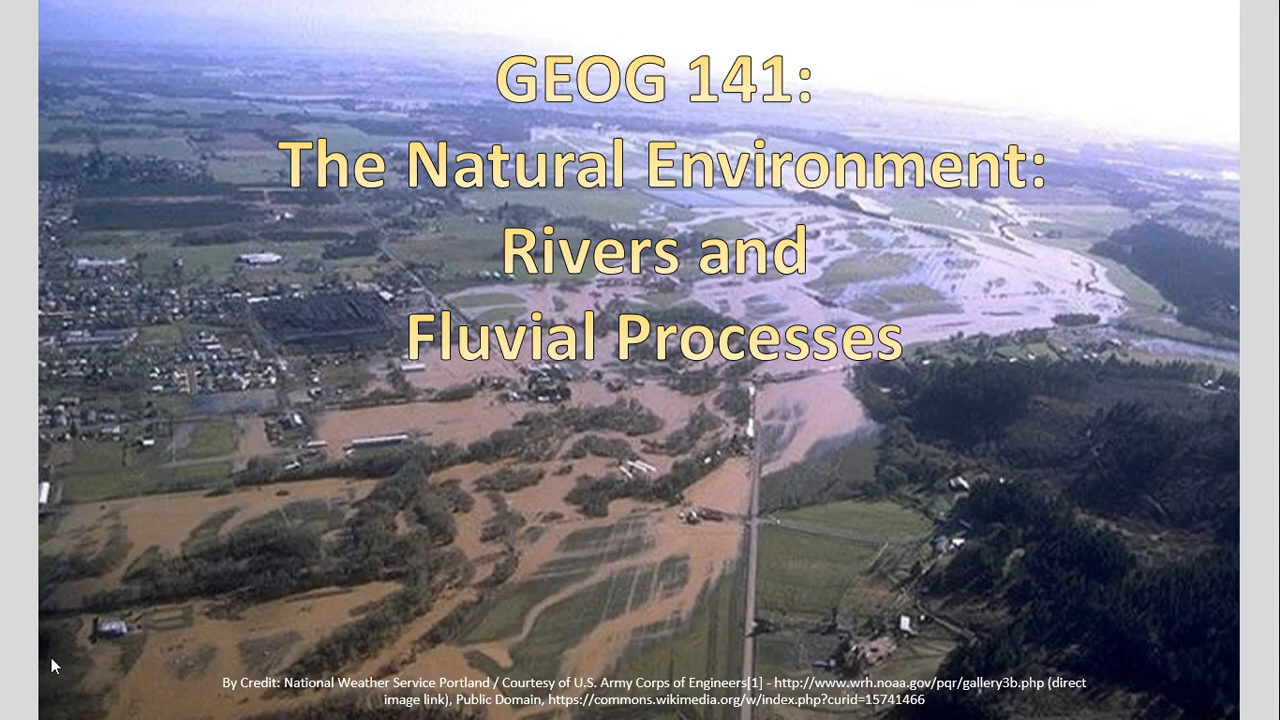 GEOG 141:
The Natural Environment:
Rivers and
Fluvial Processes
By Credit: National Weather Service Portland / Courtesy of U.S. Army Corps of Engineers[1] - http://www.wrh.noaa.gov/pqr/gallery3b.php (direct
image link), Public Domain, https://commons.wikimedia.org/w/index.php?curid=15741466